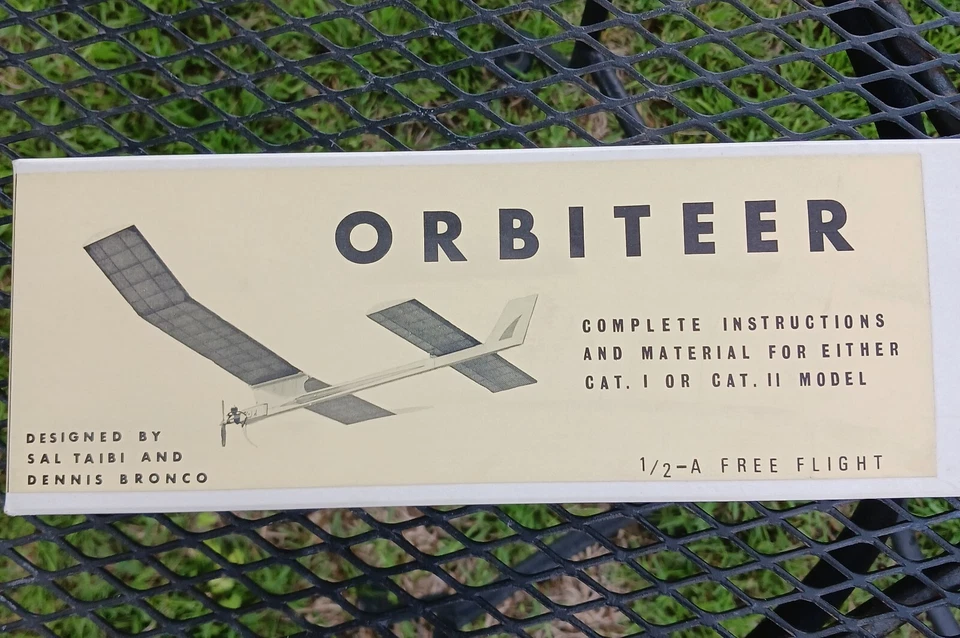 ORBITEER
COMPLETE INSTRUCTIONS
AND MATERIAL FOR EITHER
CAT. I OR CAT. II MODEL
DESIGNED BY
SAL TAIBI AND
DENNIS BRONCO
1/2-A FREE FLIGHT